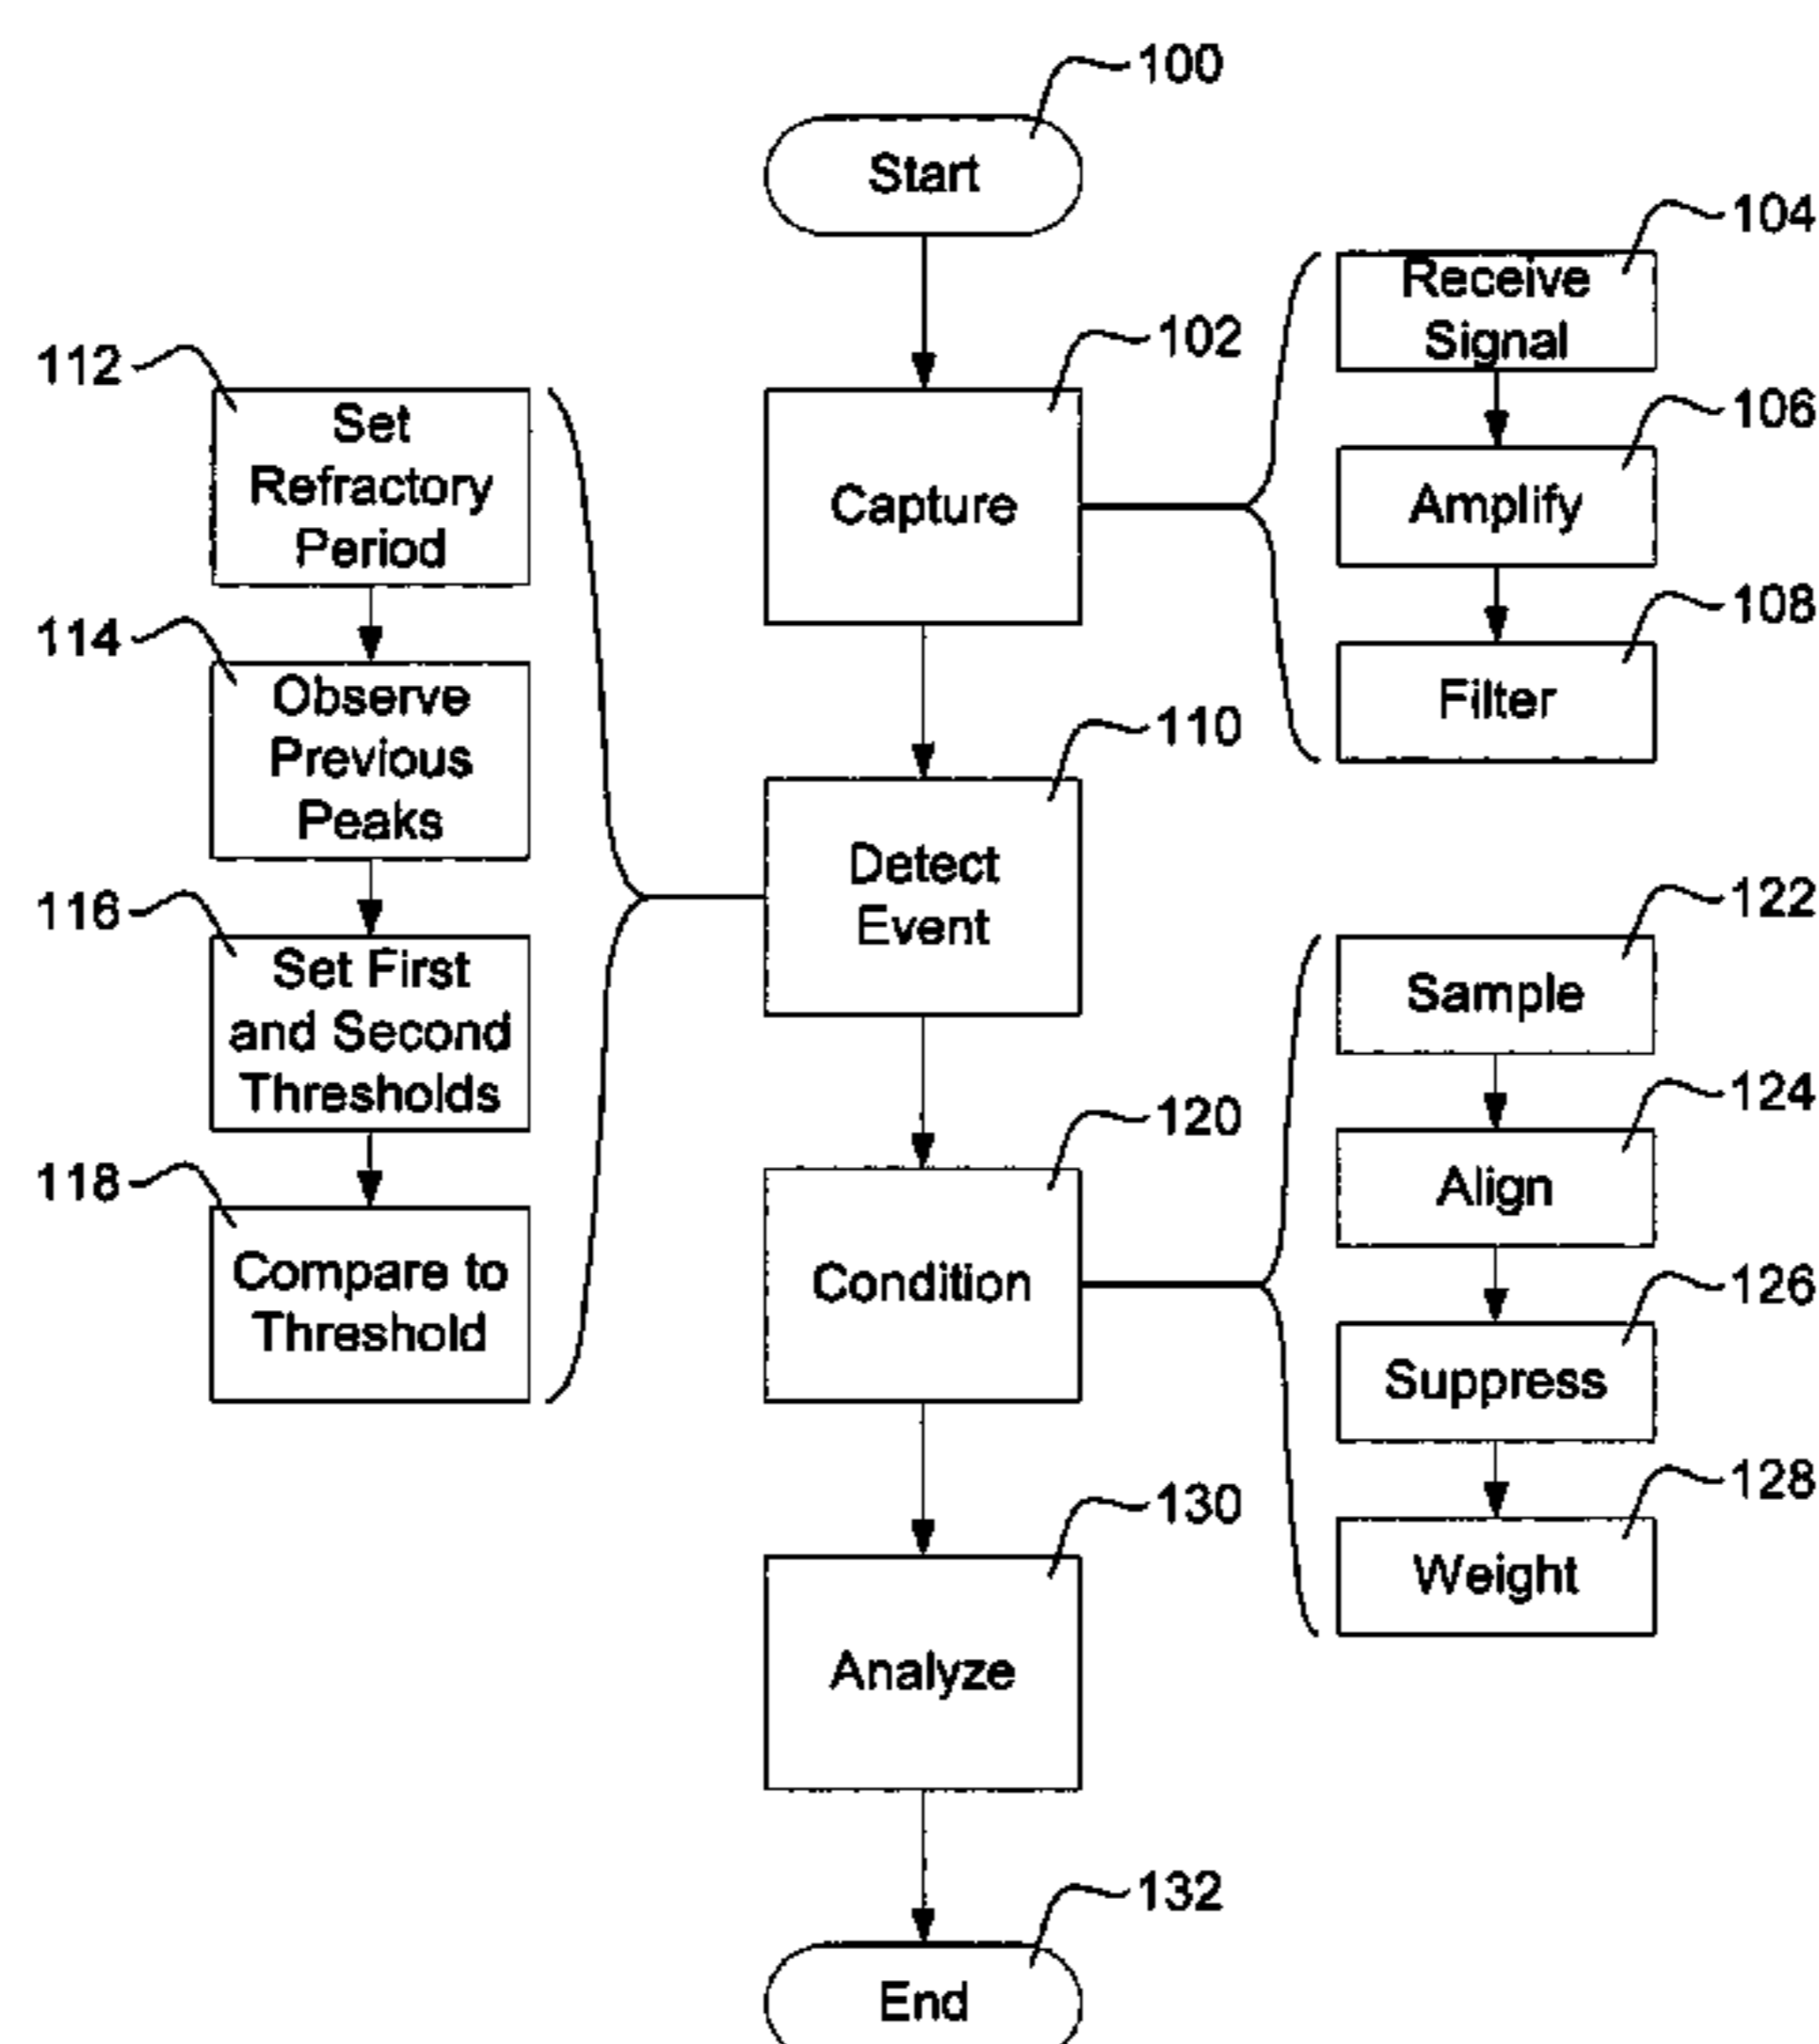 100
Start
104
Receive
Signal
102
112
Set
Refractory
Period
Capture
106
Amplify
108
Filter
114
Observe
Previous
Peaks
110
Detect
Event
116
Set First
and Second
Thresholds
122
Sample
124
Align
118
Compare to
Threshold
120
Condition
126
Suppress
128
Weight
130
Analyze
132
End